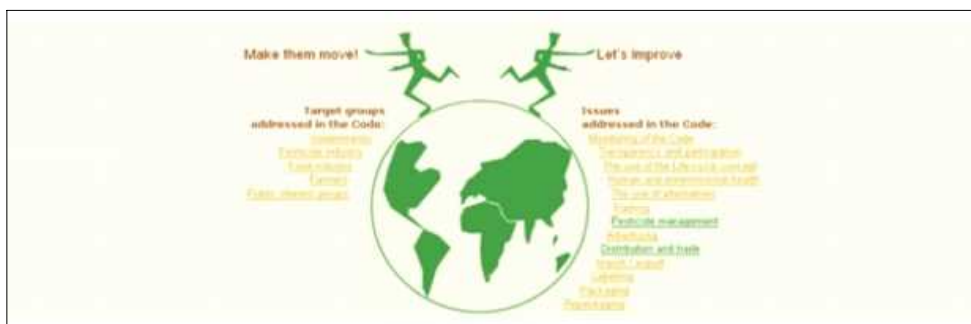 Make them move!
Let's improve
Target groups
addressed in the Code:
Governments
Pesticide industry
Food industry
Farmers
Public interest groups
Issues
addressed in the Code:
Monitoring of the Code
Transparency and participation
The use of the Lifecycle concept
Human and environmental health
The use of alternatives
Training
Pesticide management
Advertising
Distribution and trade
Import / export
Labelling
Packaging
Repackaging